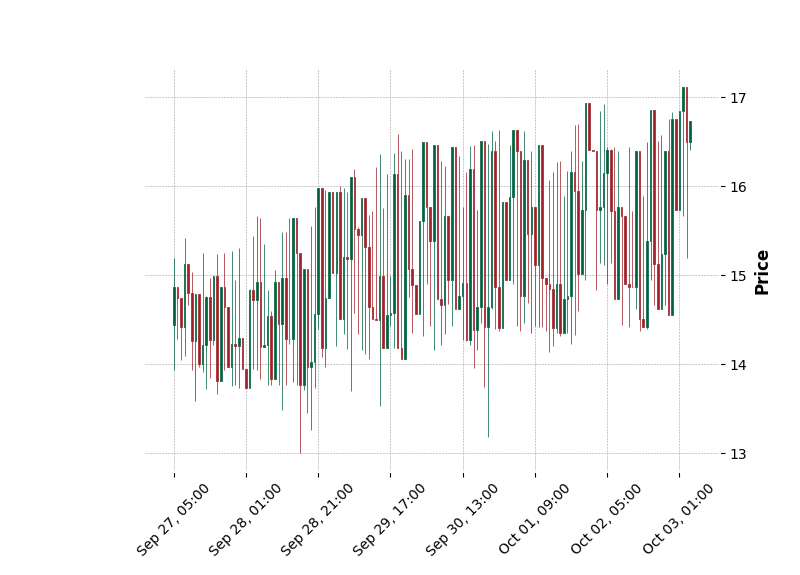 17
16
15
14
13
Price
Sep 27, 05:00
Sep 28, 01:00
Sep 28, 21:00
Sep 29, 17:00
Sep 30, 13:00
Oct 01, 09:00
Oct 02, 05:00
Oct 03, 01:00